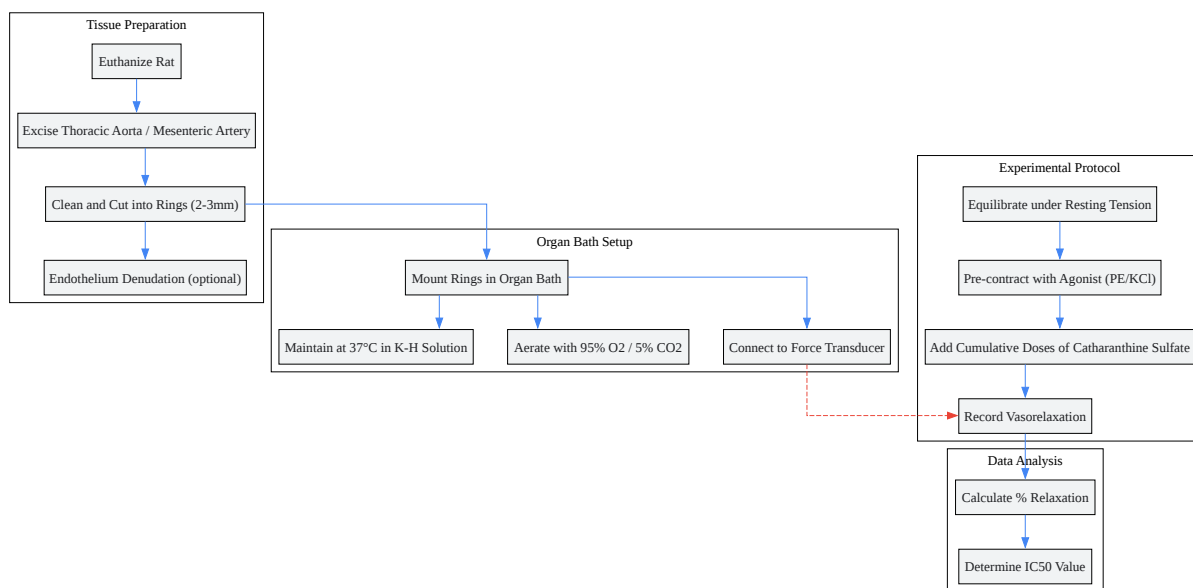 Tissue Preparation
Euthanize Rat
Excise Thoracic Aorta / Mesenteric Artery
Clean and Cut into Rings (2-3mm)
Endothelium Denudation (optional)
Organ Bath Setup
Mount Rings in Organ Bath
Maintain at 37°C in K-H Solution
Aerate with 95% O2 / 5% CO2
Connect to Force Transducer
Experimental Protocol
Equilibrate under Resting Tension
Pre-contract with Agonist (PE/KCl)
Add Cumulative Doses of Catharanthine Sulfate
Record Vasorelaxation
Data Analysis
Calculate % Relaxation
Determine IC50 Value